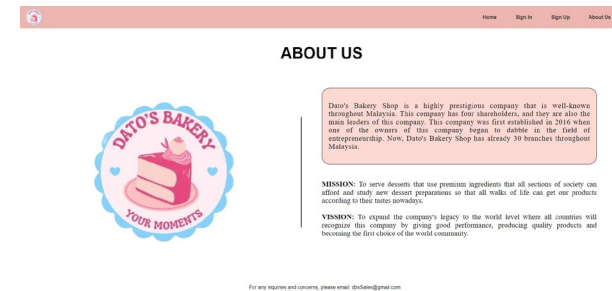 Home Sign In Sign Up About Us
ABOUT US
DATO'S BAKERY
YOUR MOMENTS
Dato's Bakery Shop is a highly prestigious company that is well-known
throughout Malaysia. This company has four shareholders, and they are also the
main leaders of this company. This company was first established in 2016 when
one of the owners of this company began to dabble in the field of
entrepreneurship. Now, Dato's Bakery Shop has already 30 branches throughout
Malaysia.
MISSION: To serve desserts that use premium ingredients that all sections of society can
afford and study new dessert preparations so that all walks of life can get our products
according to their tastes nowadays.
VISSION: To expand the company's legacy to the world level where all countries will
recognize this company by giving good performance, producing quality products and
becoming the first choice of the world community.
For any inquiries and concerns, please email: dbsSales@gmail.com